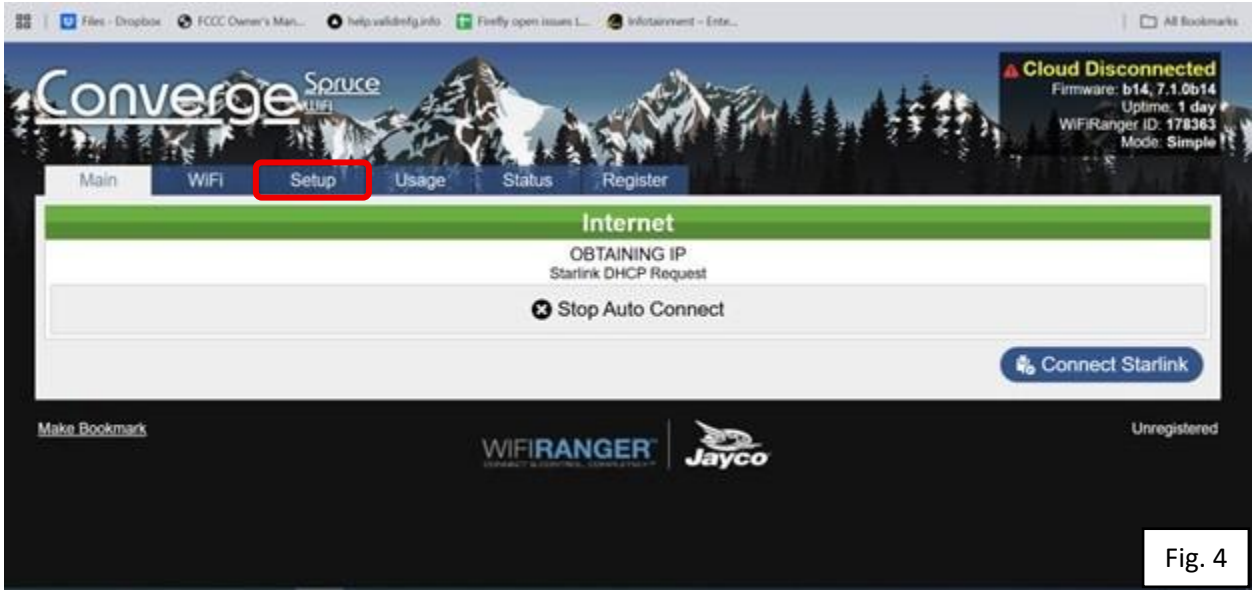 Files - Dropbox FCCC Owner's Man... help.validmfg.info Firefly open issues L... Infotainment - Ente... All Bookmarks
Converge Spruce
WiFi
Cloud Disconnected
Firmware: b14, 7.1.0b14
Uptime: 1 day
WiFiRanger ID: 178363
Mode: Simple
Main WiFi Setup Usage Status Register
Internet
OBTAINING IP
Starlink DHCP Request
Stop Auto Connect
Connect Starlink
Make Bookmark
WIFIRANGER™
Jayco
Unregistered
Fig. 4